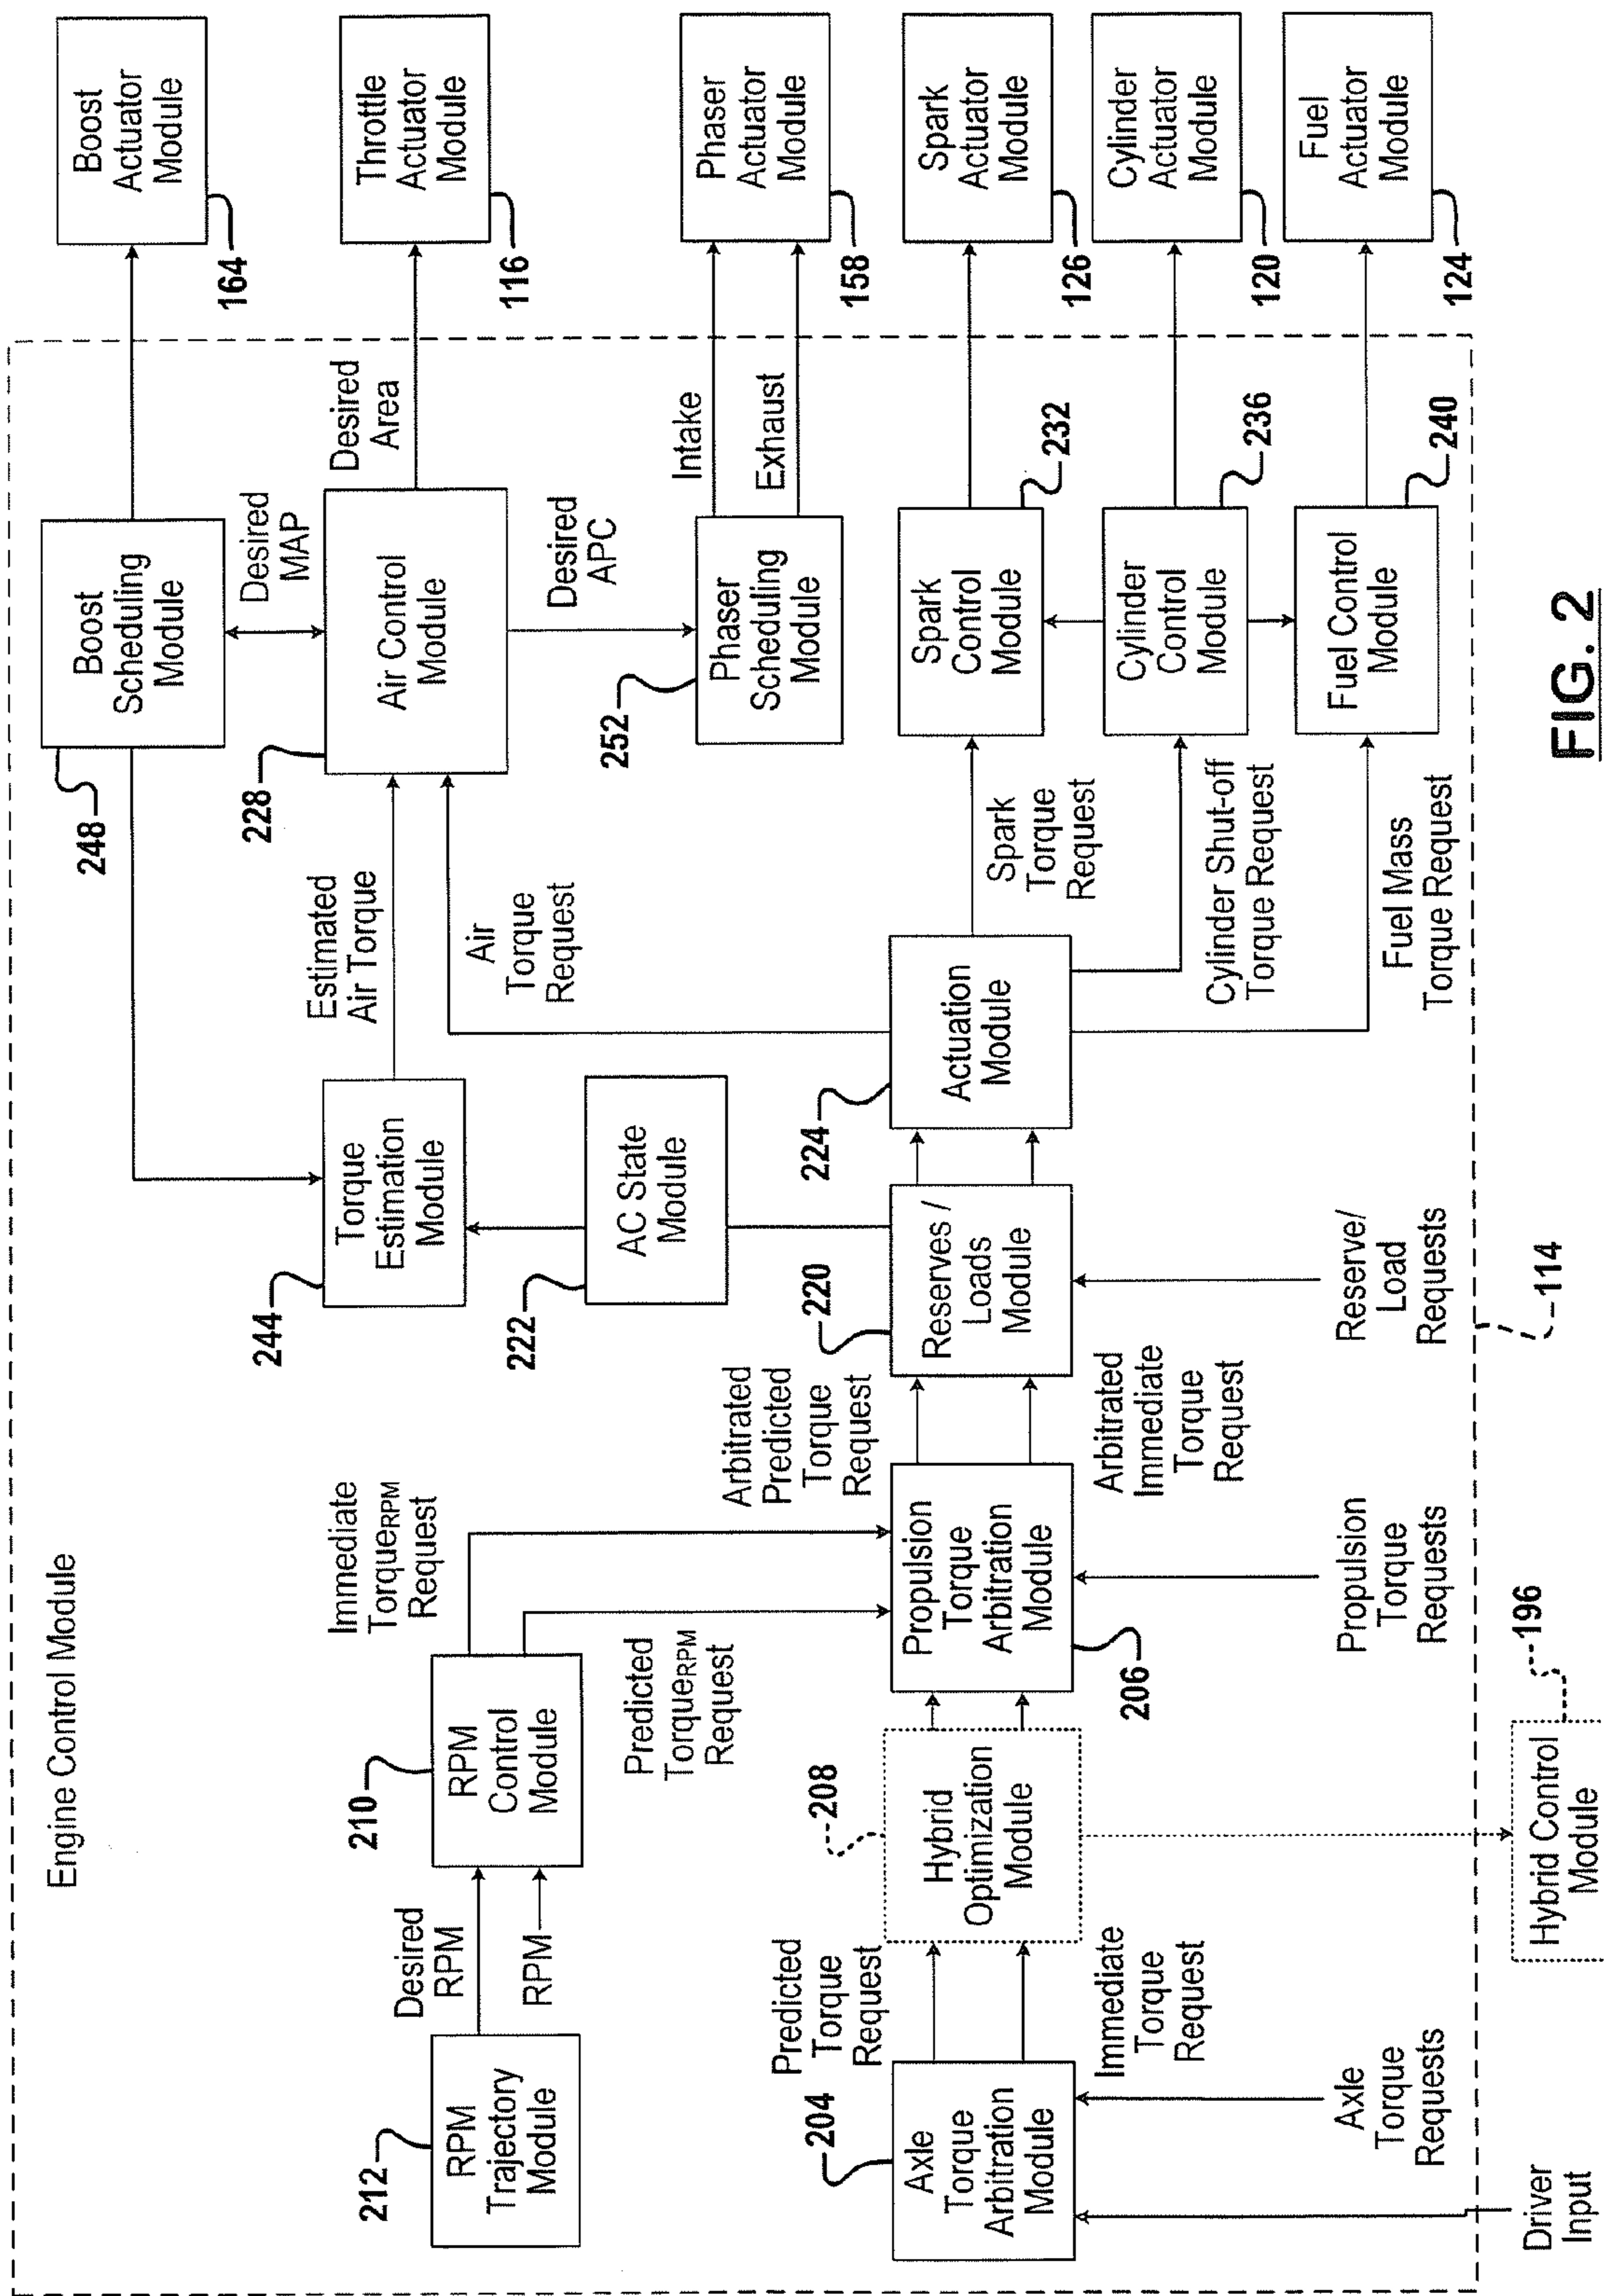 Engine Control Module
Boost
Actuator
Module
164
Throttle
Actuator
Module
116
Phaser
Actuator
Module
158
Spark
Actuator
Module
126
Cylinder
Actuator
Module
120
Fuel
Actuator
Module
124
Boost
Scheduling
Module
248
Desired
MAP
Desired
Area
Air Control
Module
228
Desired
APC
Intake
Exhaust
Phaser
Scheduling
Module
252
Spark
Control
Module
232
Cylinder
Control
Module
236
Fuel Control
Module
240
Estimated
Air Torque
Air
Torque
Request
Spark
Torque
Request
Cylinder Shut-off
Torque Request
Fuel Mass
Torque Request
Torque
Estimation
Module
244
AC State
Module
222
Actuation
Module
224
Reserves /
Loads
Module
220
Reserve/
Load
Requests
114
Arbitrated
Predicted
Torque
Request
Arbitrated
Immediate
Torque
Request
Immediate
TorqueRPM
Request
Predicted
TorqueRPM
Request
Propulsion
Torque
Arbitration
Module
206
Propulsion
Torque
Requests
RPM
Control
Module
210
Desired
RPM
RPM
RPM
Trajectory
Module
212
Hybrid
Optimization
Module
208
Hybrid Control
Module
196
Predicted
Torque
Request
Immediate
Torque
Request
Axle
Torque
Arbitration
Module
204
Axle
Torque
Requests
Driver
Input
FIG. 2